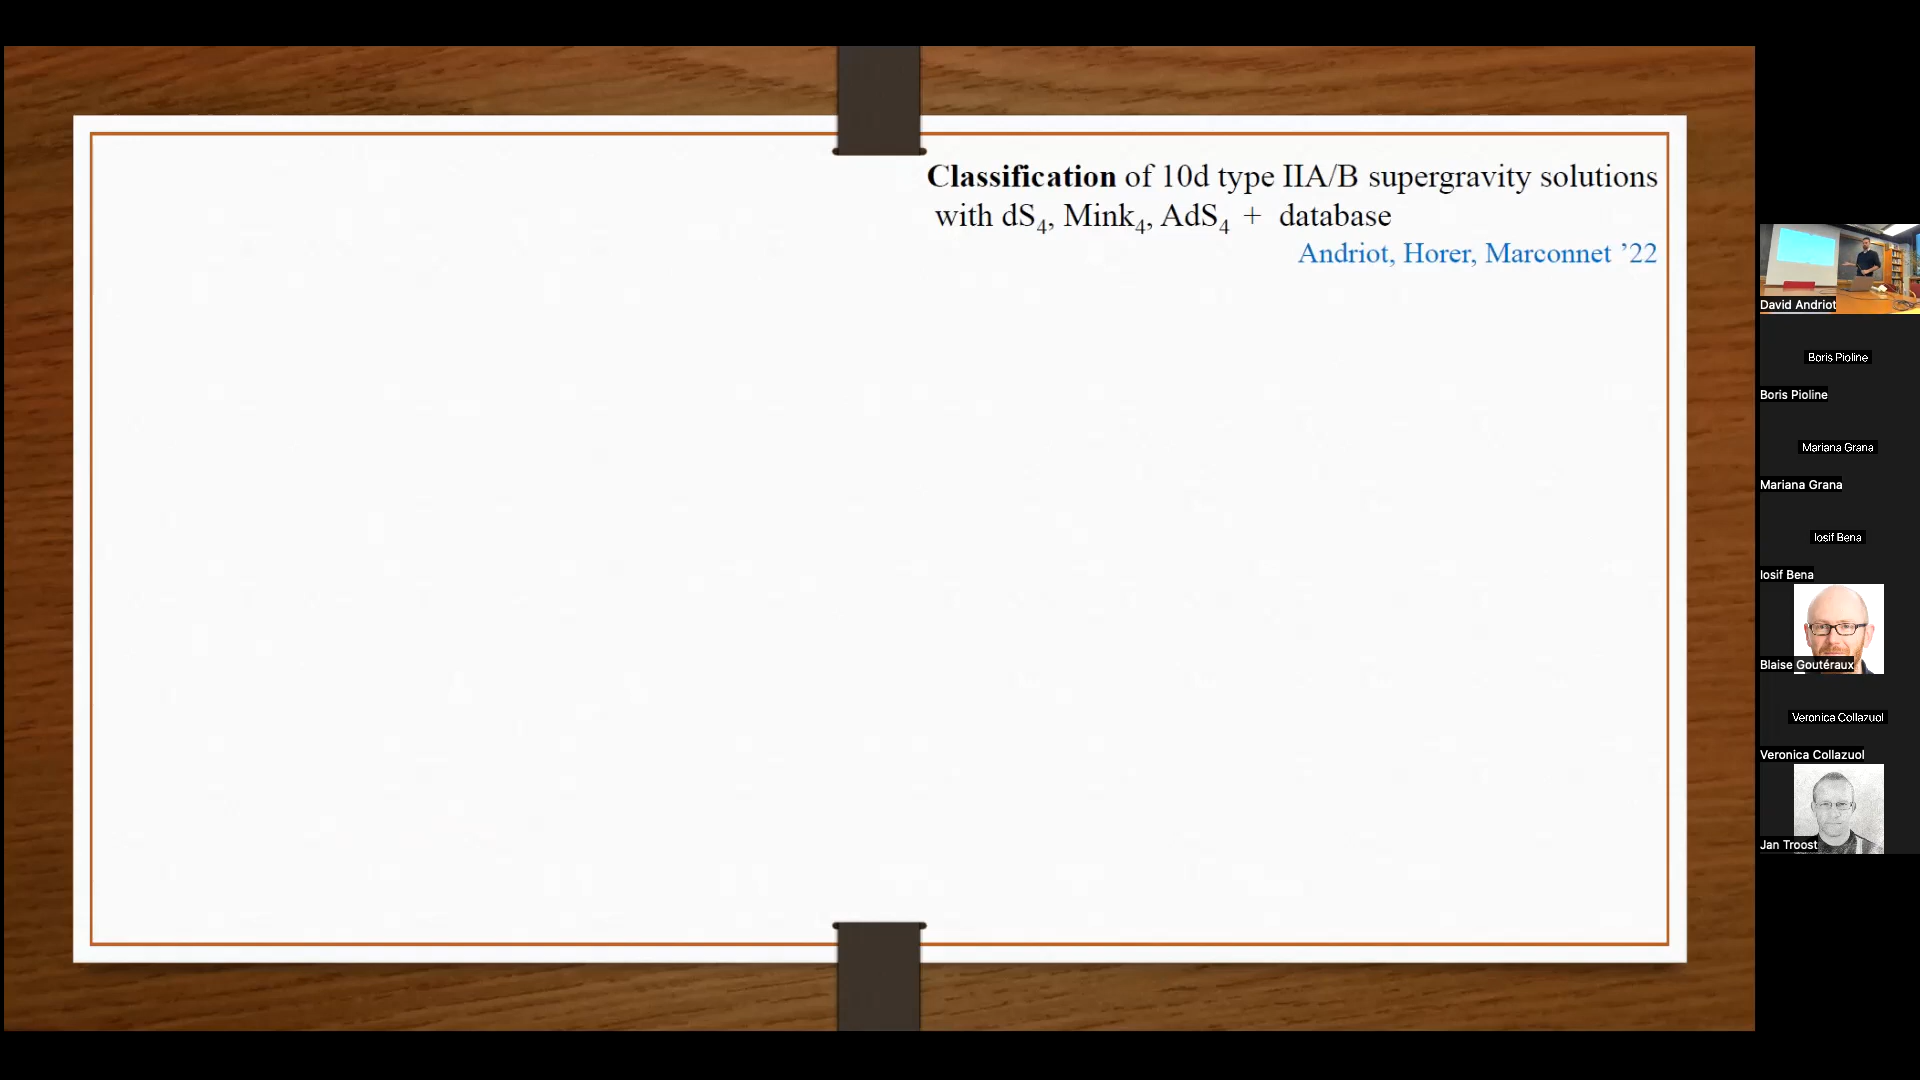 Classification of 10d type IIA/B supergravity solutions
with dS4, Mink4, AdS4 + database
Andriot, Horer, Marconnet ’22
David Andriot
Boris Pioline
Boris Pioline
Mariana Grana
Mariana Grana
Iosif Bena
Iosif Bena
Blaise Goutéraux
Veronica Collazuol
Veronica Collazuol
Jan Troost